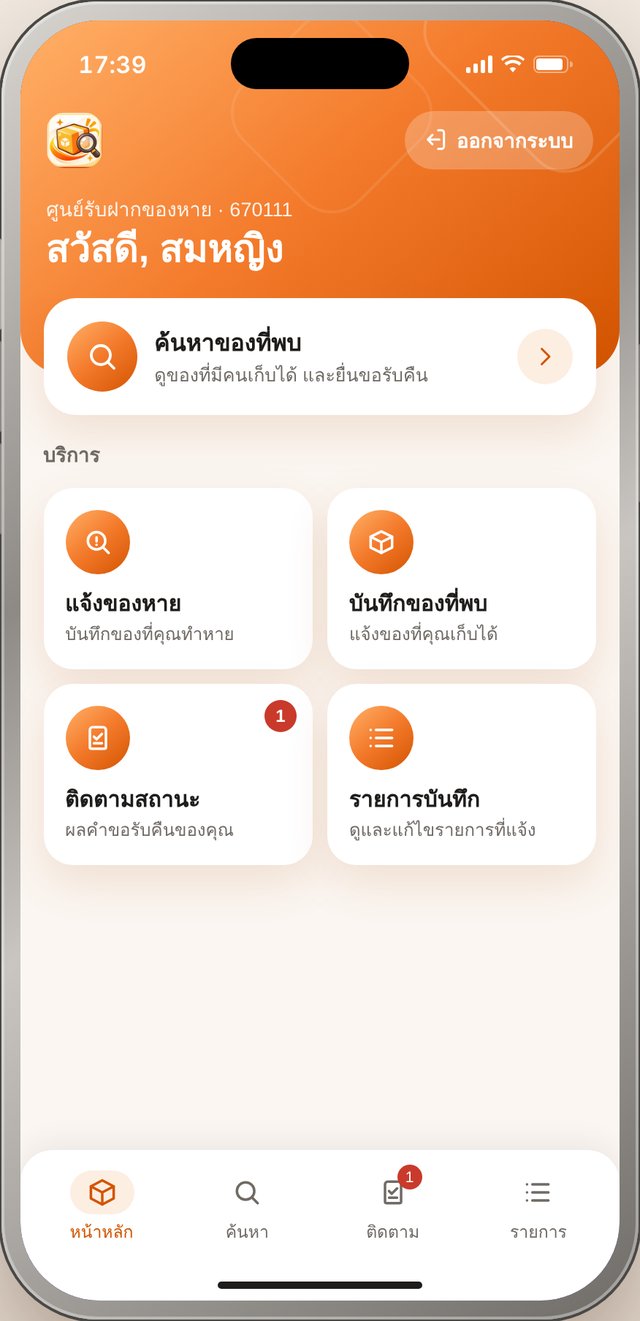 17:39
ออกจากระบบ
ศูนย์รับฝากของหาย · 670111
สวัสดี, สมหญิง
ค้นหาของที่พบ
ดูของที่มีคนเก็บได้ และยื่นขอรับคืน
บริการ
แจ้งของหาย
บันทึกของที่คุณทำหาย
บันทึกของที่พบ
แจ้งของที่คุณเก็บได้
1
ติดตามสถานะ
ผลคำขอรับคืนของคุณ
รายการบันทึก
ดูและแก้ไขรายการที่แจ้ง
1
หน้าหลัก
ค้นหา
ติดตาม
รายการ